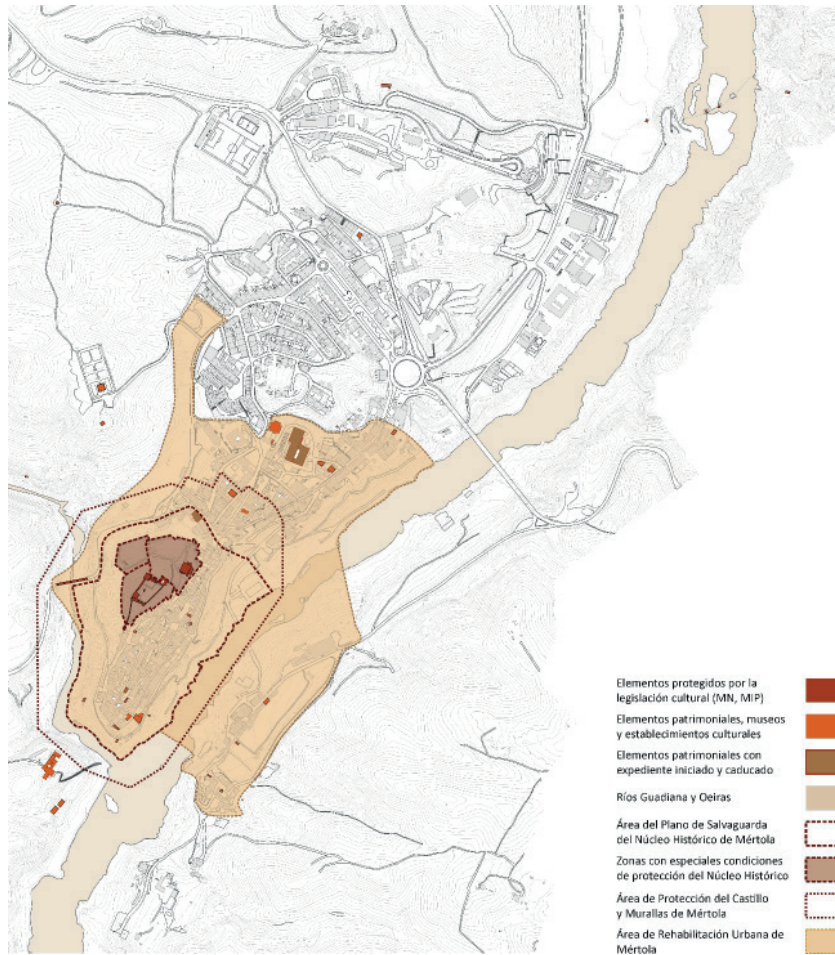 Elementos protegidos por la
legislación cultural (MN, MIP)
Elementos patrimoniales, museos
y establecimientos culturales
Elementos patrimoniales con
expediente iniciado y caducado
Ríos Guadiana y Oeiras
Área del Plano de Salvaguarda
del Núcleo Histórico de Mértola
Zonas con especiales condiciones
de protección del Núcleo Histórico
Área de Protección del Castillo
y Murallas de Mértola
Área de Rehabilitación Urbana de
Mértola